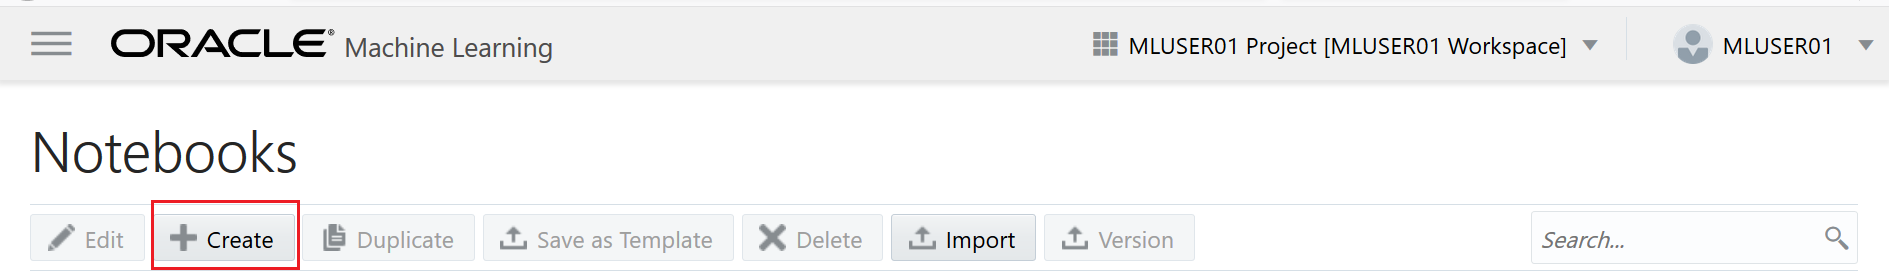 ORACLE® Machine Learning MLUSER01 Project [MLUSER01 Workspace] MLUSER01
Notebooks
Edit Create Duplicate Save as Template Delete Import Version Search...